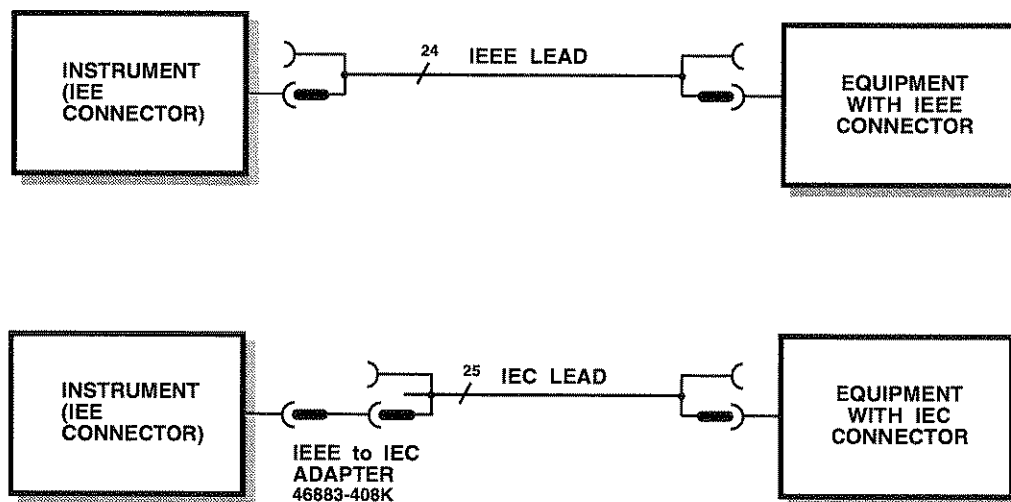 INSTRUMENT
(IEE
CONNECTOR)
24
IEEE LEAD
EQUIPMENT
WITH IEEE
CONNECTOR
INSTRUMENT
(IEE
CONNECTOR)
IEEE to IEC
ADAPTER
46883-408K
25
IEC LEAD
EQUIPMENT
WITH IEC
CONNECTOR